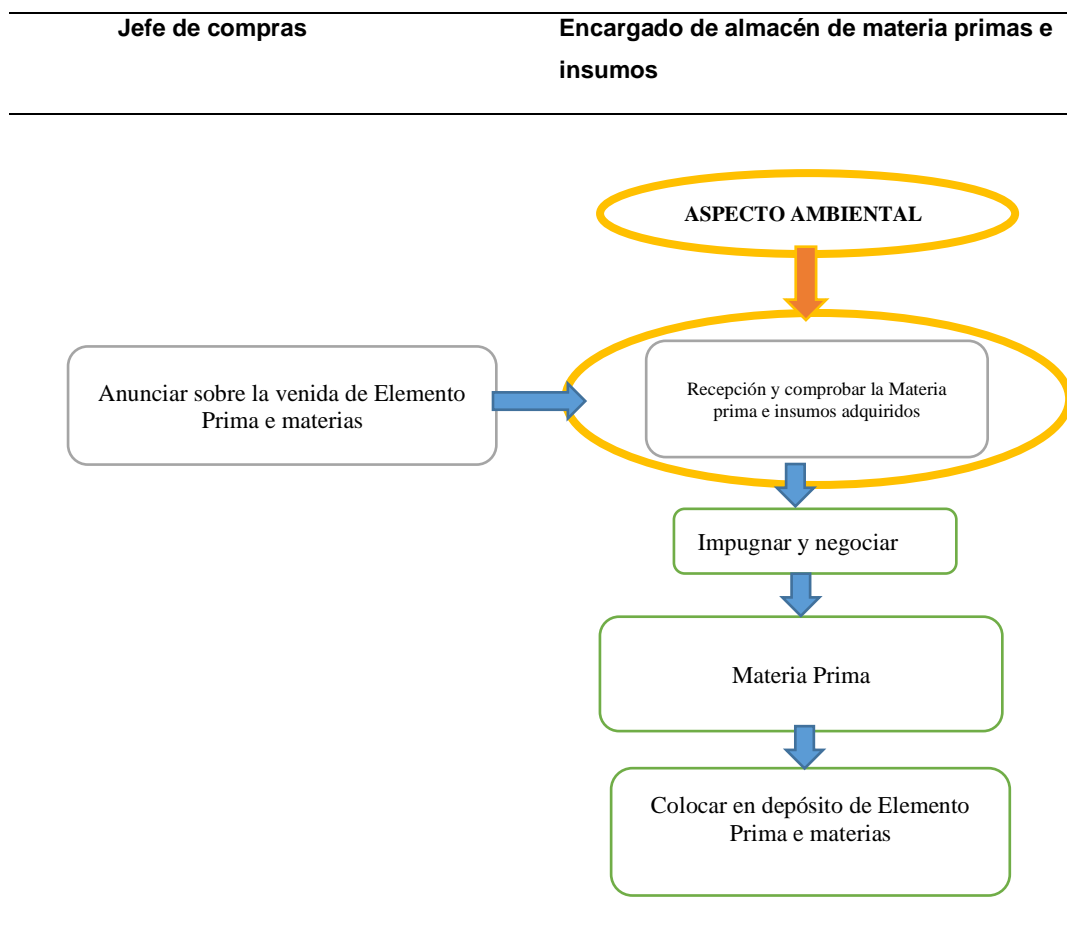 Jefe de compras
Encargado de almacén de materia primas e
insumos
ASPECTO AMBIENTAL
Anunciar sobre la venida de Elemento
Prima e materias
Recepción y comprobar la Materia
prima e insumos adquiridos
Impugnar y negociar
Materia Prima
Colocar en depósito de Elemento
Prima e materias